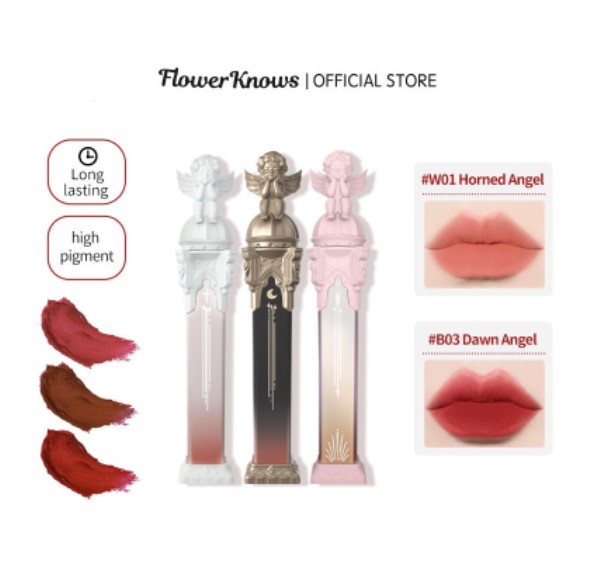 FlowerKnows | OFFICIAL STORE
Long
lasting
high
pigment
#W01 Horned Angel
#B03 Dawn Angel